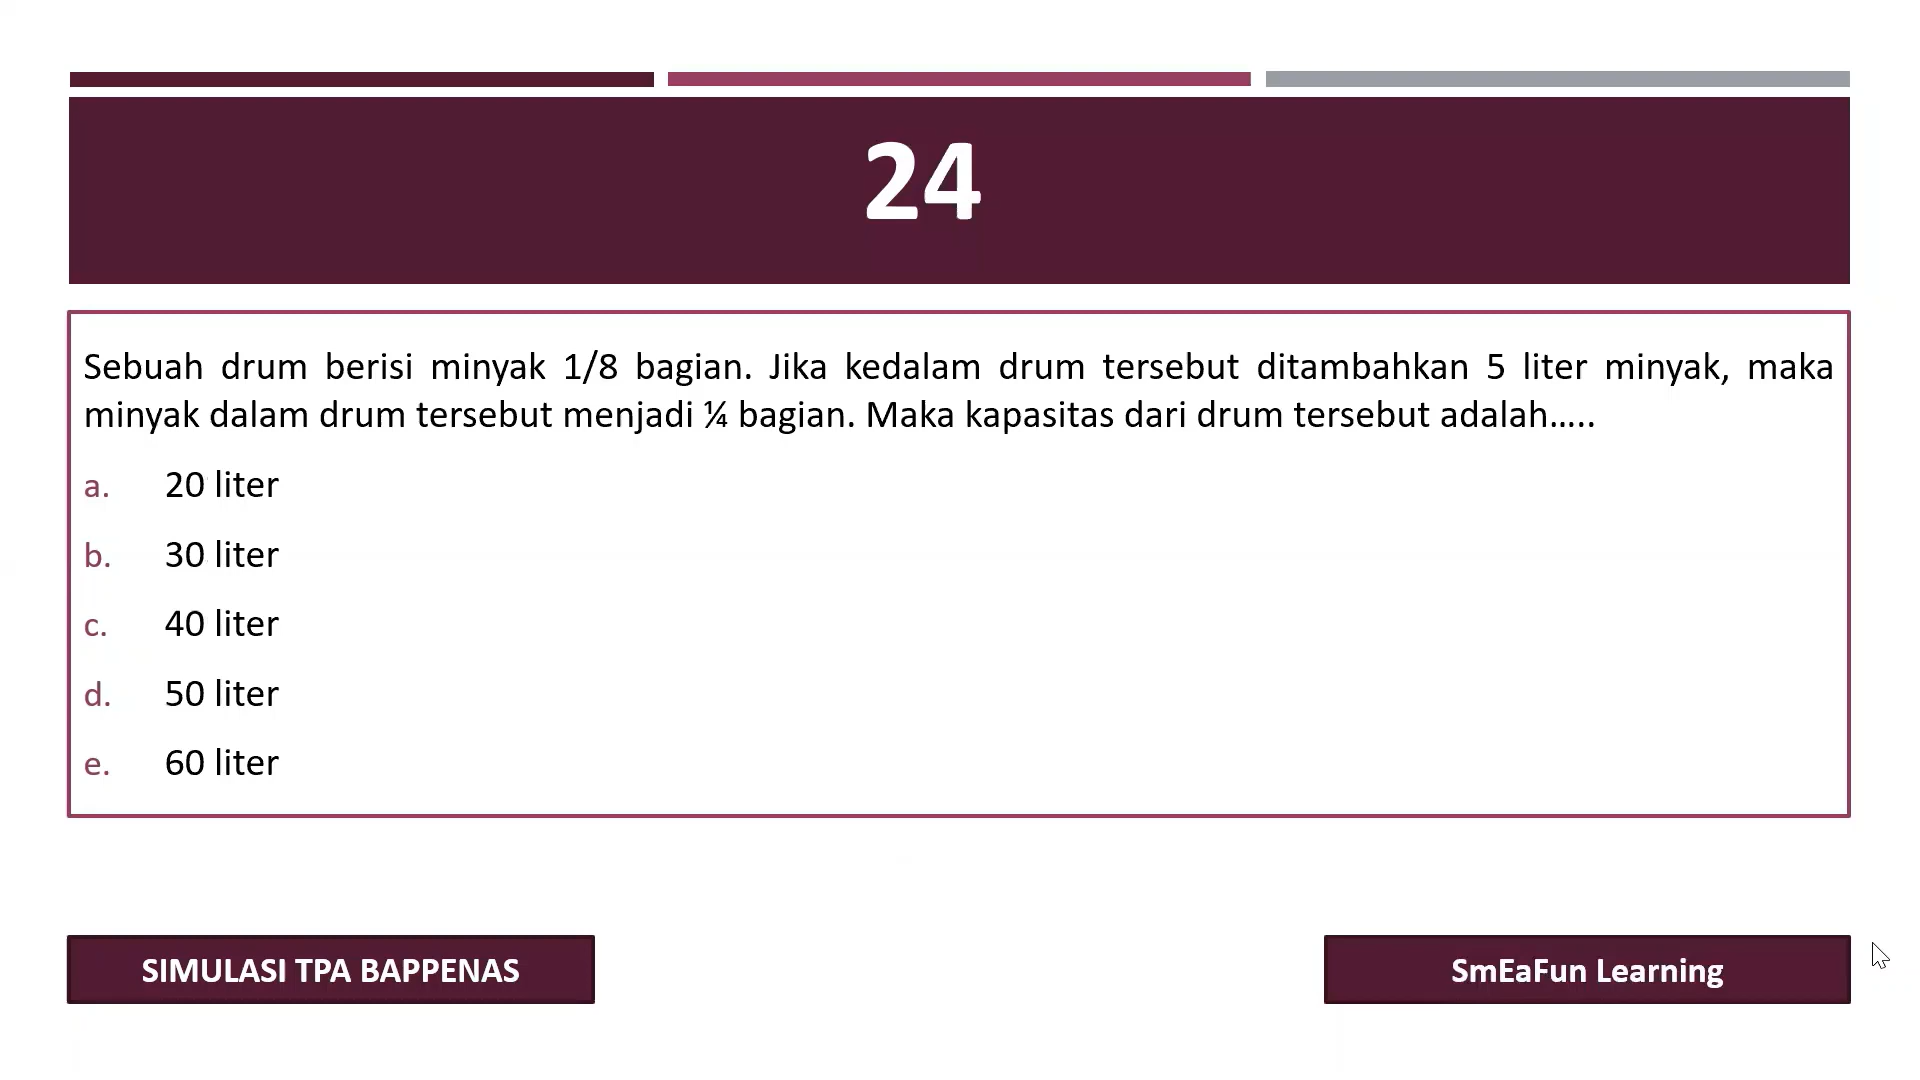 24
Sebuah drum berisi minyak 1/8 bagian. Jika kedalam drum tersebut ditambahkan 5 liter minyak, maka
minyak dalam drum tersebut menjadi ¼ bagian. Maka kapasitas dari drum tersebut adalah.....
a. 20 liter
b. 30 liter
c. 40 liter
d. 50 liter
e. 60 liter
SIMULASI TPA BAPPENAS
SmEaFun Learning